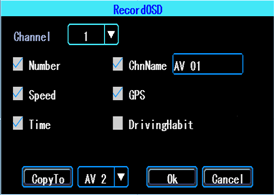 RecordOSD
Channel 1
Number ChnName AV 01
Speed GPS
Time DrivingHabit
CopyTo AV 2 Ok Cancel